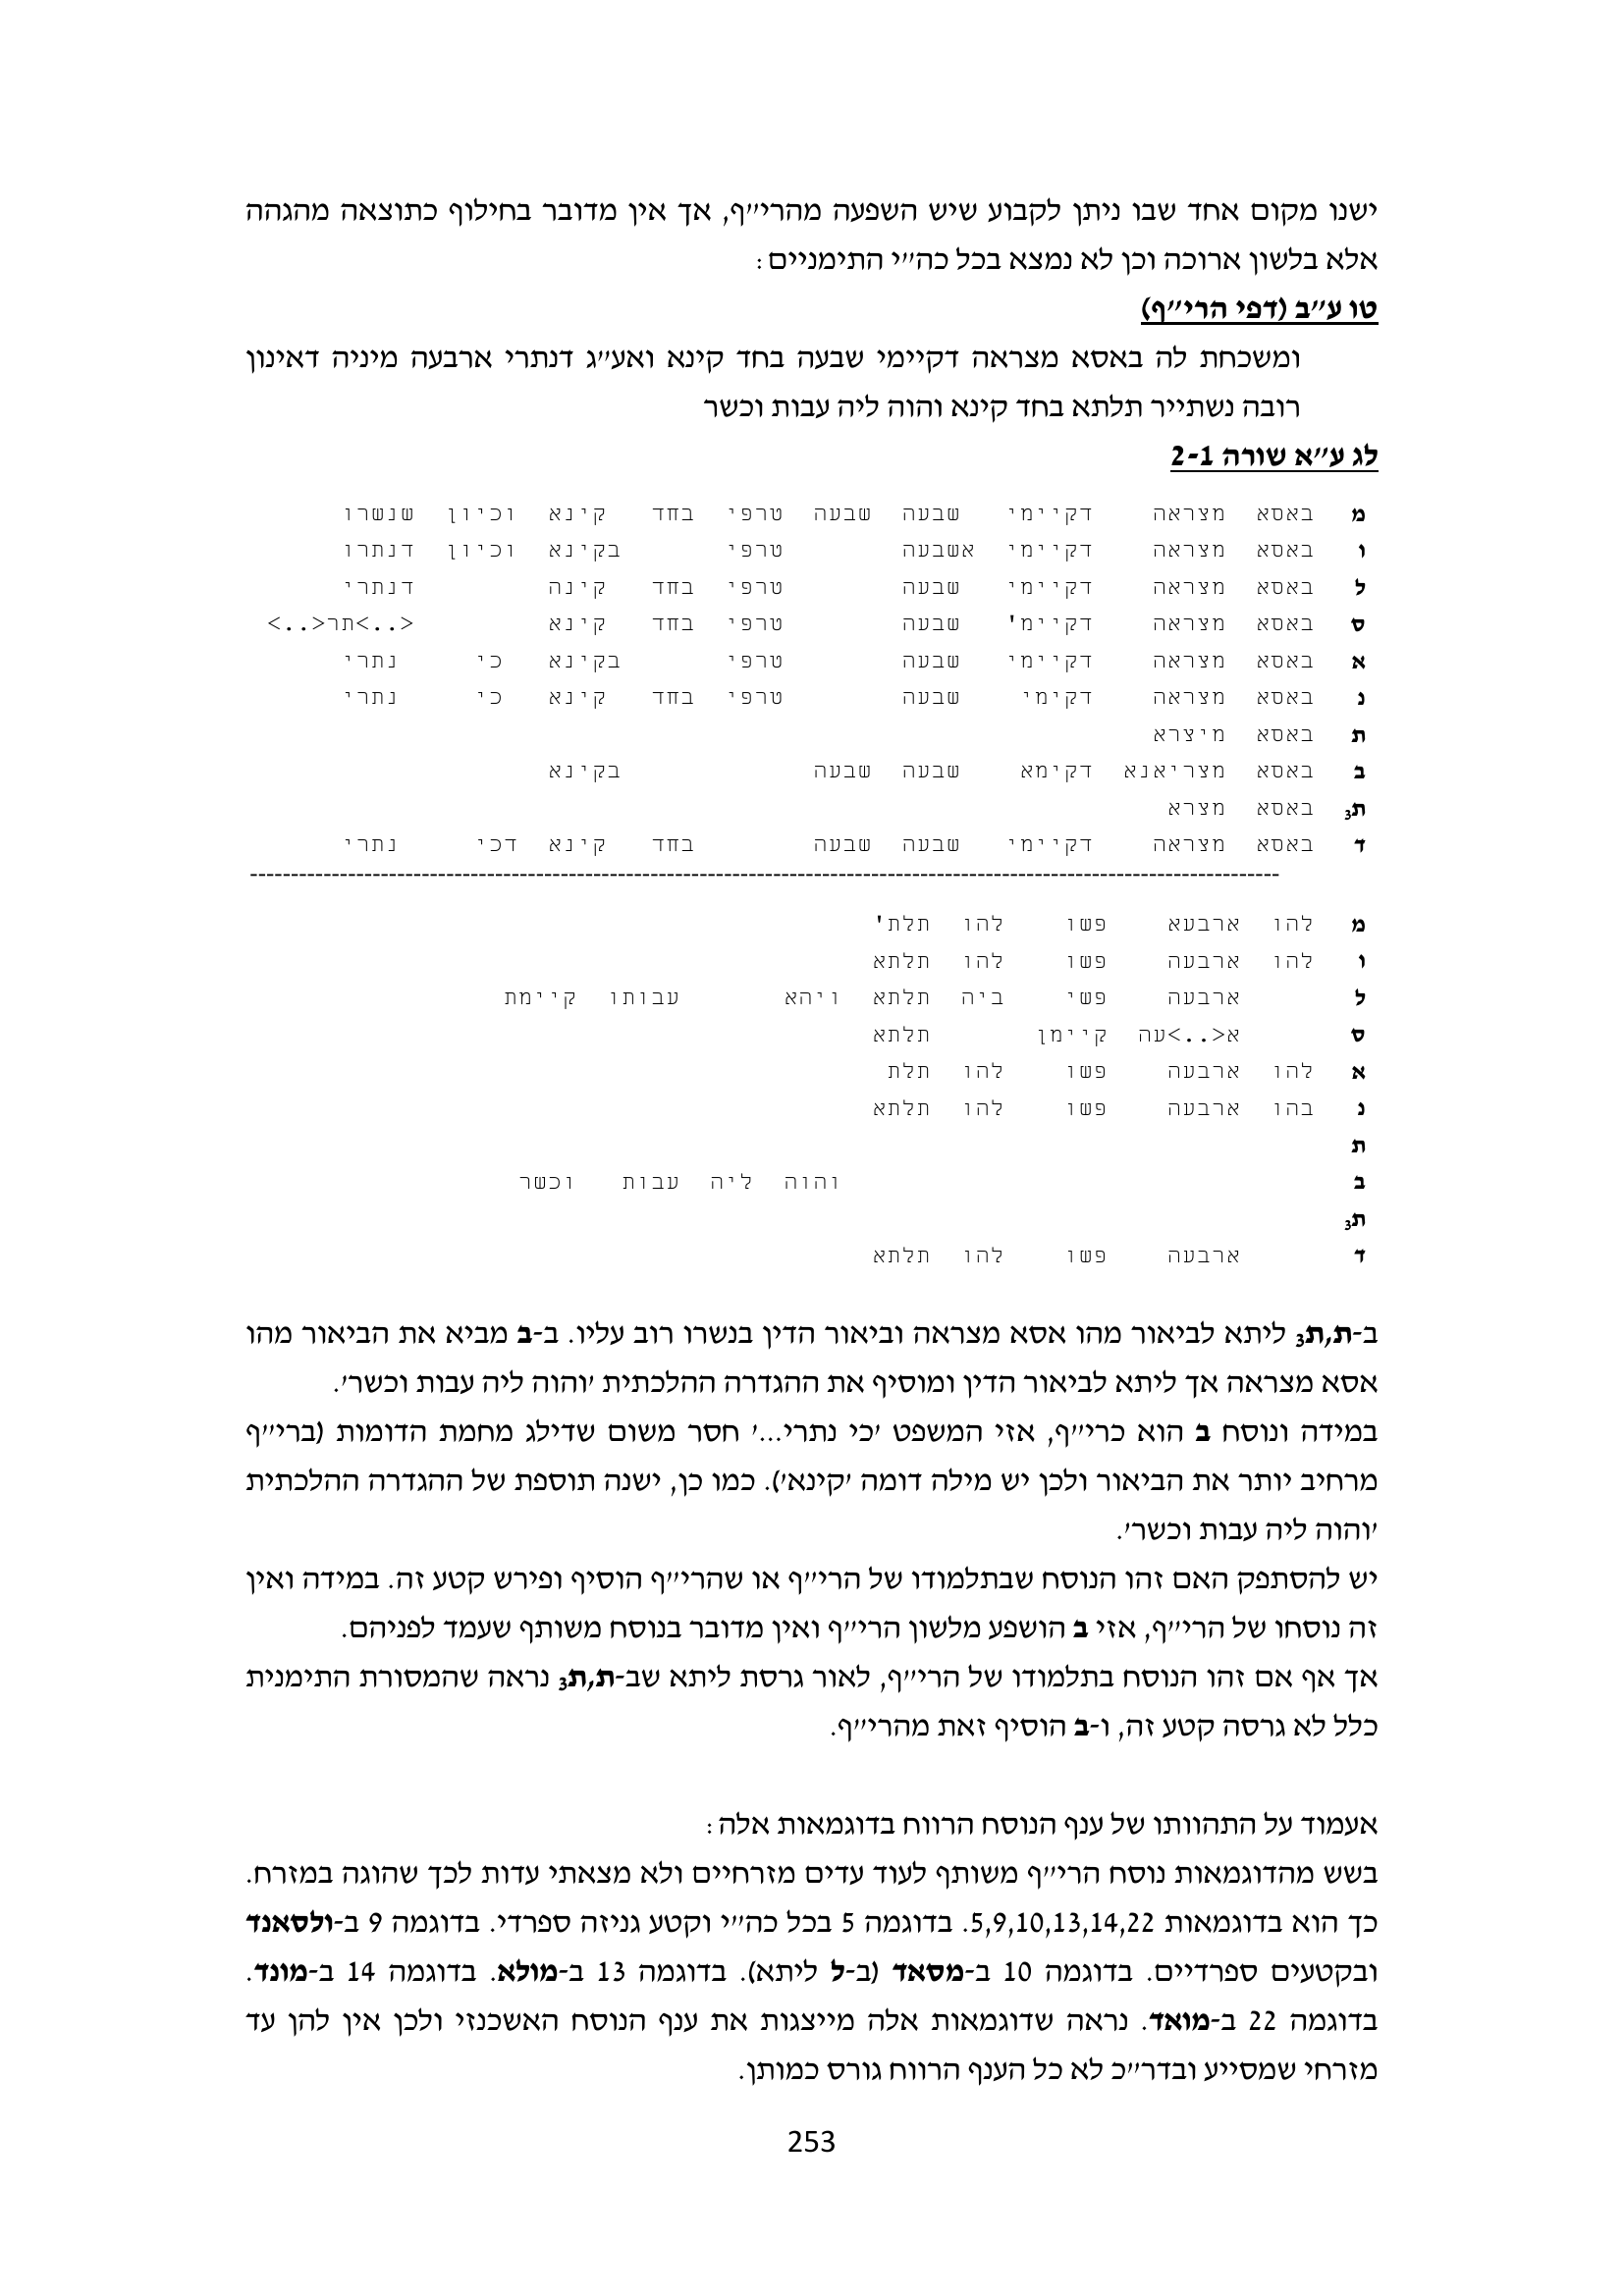 ישנו מקום אחד שבו ניתן לקבוע שיש השפעה מהרי״ף, אך אין מדובר בחילוף כתוצאה מהגהה
אלא בלשון ארוכה וכן לא נמצא בכל כה״י התימניים:
טו ע״ב (דפי הרי״ף)
ומשכחת לה באסא מצראה דקיימי שבעה בחד קינא ואע״ג דנתרי ארבעה מיניה דאינון
רובה נשתייר תלתא בחד קינא והוה ליה עבות וכשר
לג ע״א שורה 2-1
מ באסא מצראה דקיימי שבעה שבעה טרפי בחד קינא וכיון שנשרו
ו באסא מצראה דקיימי אשבעה טרפי בקינא וכיון דנתרו
ל באסא מצראה דקיימי שבעה טרפי בחד קינה דנתרי
ס באסא מצראה דקיימי' שבעה טרפי בחד קינא <..>תר<..>
א באסא מצראה דקיימי שבעה טרפי בקינא כי נתרי
נ באסא מצראה דקימי שבעה טרפי בחד קינא כי נתרי
ת באסא מיצרא
ב באסא מצריאנא דקימא שבעה שבעה בקינא
ת3 באסא מצרא
ד באסא מצראה דקיימי שבעה שבעה בחד קינא דכי נתרי
--------------------------------------------------------------------------------
מ להו ארבעא פשו להו תלת'
ו להו ארבעה פשו להו תלתא
ל ארבעה פשי ביה תלתא ויהא עבותו קיימת
ס א<..>עה קיימן תלתא
א להו ארבעה פשו להו תלת
נ בהו ארבעה פשו להו תלתא
ת
ב והוה ליה עבות וכשר
ת3
ד ארבעה פשו להו תלתא
ב-ת,ת3 ליתא לביאור מהו אסא מצראה וביאור הדין בנשרו רוב עליו. ב-ב מביא את הביאור מהו
אסא מצראה אך ליתא לביאור הדין ומוסיף את ההגדרה ההלכתית ׳והוה ליה עבות וכשר׳.
במידה ונוסח ב הוא כרי״ף, אזי המשפט ׳כי נתרי...׳ חסר משום שדילג מחמת הדומות (ברי״ף
מרחיב יותר את הביאור ולכן יש מילה דומה ׳קינא׳). כמו כן, ישנה תוספת של ההגדרה ההלכתית
׳והוה ליה עבות וכשר׳.
יש להסתפק האם זהו הנוסח שבתלמודו של הרי״ף או שהרי״ף הוסיף ופירש קטע זה. במידה ואין
זה נוסחו של הרי״ף, אזי ב הושפע מלשון הרי״ף ואין מדובר בנוסח משותף שעמד לפניהם.
אך אף אם זהו הנוסח בתלמודו של הרי״ף, לאור גרסת ליתא שב-ת,ת3 נראה שהמסורת התימנית
כלל לא גרסה קטע זה, ו-ב הוסיף זאת מהרי״ף.
אעמוד על התהוותו של ענף הנוסח הרווח בדוגמאות אלה:
בשש מהדוגמאות נוסח הרי״ף משותף לעוד עדים מזרחיים ולא מצאתי עדות לכך שהוגה במזרח.
כך הוא בדוגמאות 5,9,10,13,14,22. בדוגמה 5 בכל כה״י וקטע גניזה ספרדי. בדוגמה 9 ב-ולסאנד
ובקטעים ספרדיים. בדוגמה 10 ב-מסאד (ב-ל ליתא). בדוגמה 13 ב-מולא. בדוגמה 14 ב-מונד.
בדוגמה 22 ב-מואד. נראה שדוגמאות אלה מייצגות את ענף הנוסח האשכנזי ולכן אין להן עד
מזרחי שמסייע ובדר״כ לא כל הענף הרווח גורס כמותן.
253